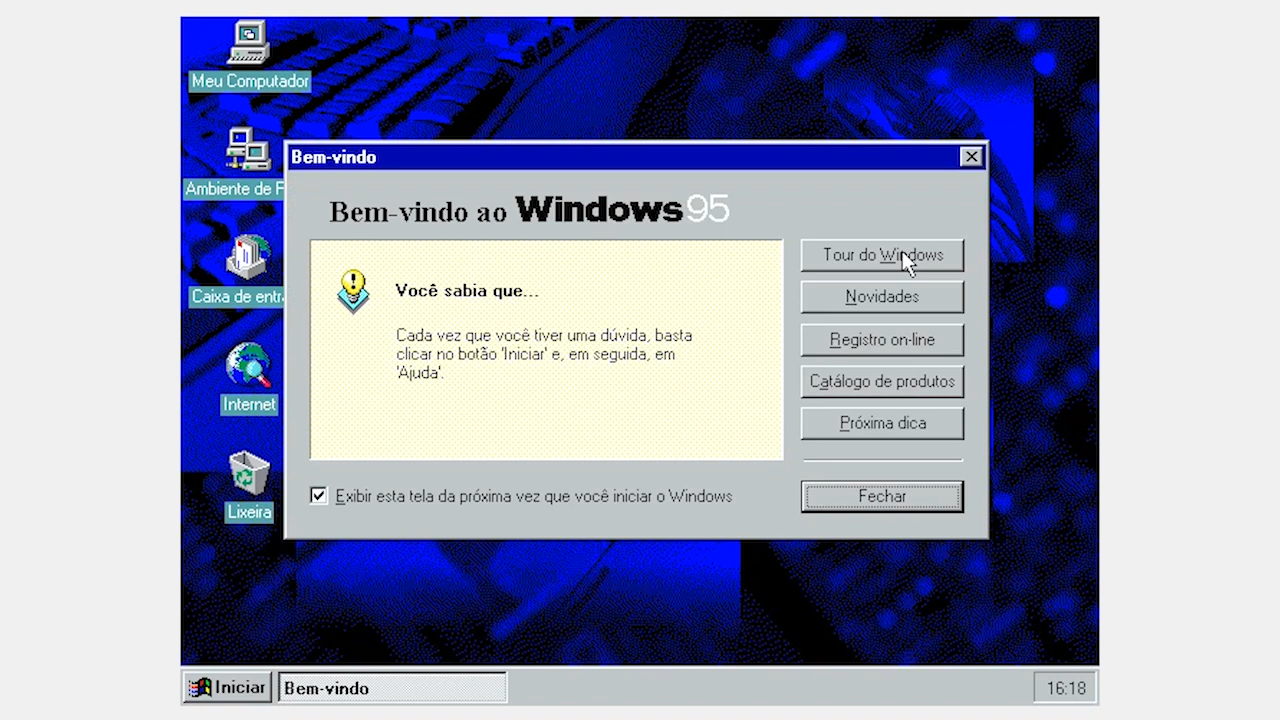 Meu Computador
Ambiente de F
Caixa de entr
Internet
Lixeira
Bem-vindo
Bem-vindo ao Windows 95
Você sabia que...
Cada vez que você tiver uma dúvida, basta
clicar no botão 'Iniciar' e, em seguida, em
'Ajuda'.
Tour do Windows
Novidades
Registro on-line
Catálogo de produtos
Próxima dica
Exibir esta tela da próxima vez que você iniciar o Windows
Fechar
Iniciar
Bem-vindo
16:18